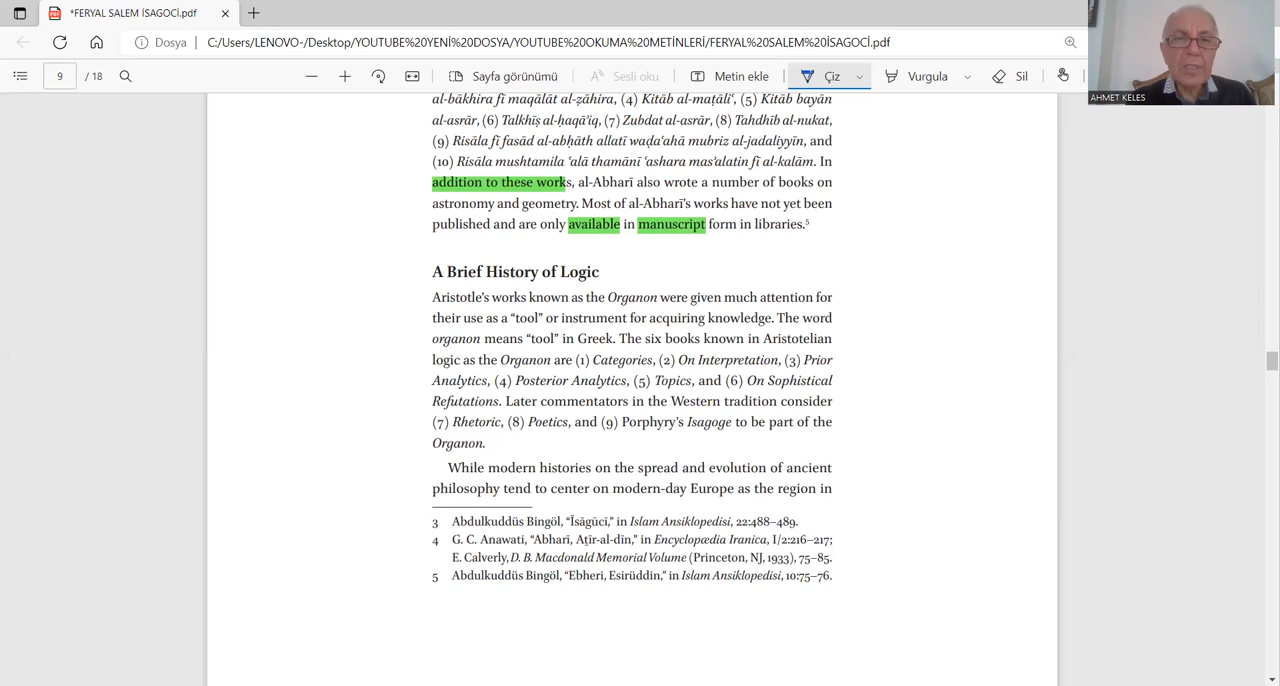 *FERYAL SALEM İSAGOCİ.pdf
Dosya
C:/Users/LENOVO-/Desktop/YOUTUBE%20YENİ%20DOSYA/YOUTUBE%20OKUMA%20METİNLERİ/FERYAL%20SALEM%20İSAGOCİ.pdf
9 / 18
Sayfa görünümü
Sesli oku
Metin ekle
Çiz
Vurgula
Sil
AHMET KELES
al-bākhira fī maqālāt al-ẓāhira, (4) Kitāb al-maṭāliʿ, (5) Kitāb bayān
al-asrār, (6) Talkhīṣ al-ḥaqāʾiq, (7) Zubdat al-asrār, (8) Tahdhīb al-nukat,
(9) Risāla fī fasād al-abḥāth allatī waḍaʿahā mubriz al-jadaliyyīn, and
(10) Risāla mushtamila ʿalā thamānī ʿashara masʾalatin fī al-kalām. In
addition to these works, al-Abharī also wrote a number of books on
astronomy and geometry. Most of al-Abharī's works have not yet been
published and are only available in manuscript form in libraries.⁵
A Brief History of Logic
Aristotle's works known as the Organon were given much attention for
their use as a “tool” or instrument for acquiring knowledge. The word
organon means “tool” in Greek. The six books known in Aristotelian
logic as the Organon are (1) Categories, (2) On Interpretation, (3) Prior
Analytics, (4) Posterior Analytics, (5) Topics, and (6) On Sophistical
Refutations. Later commentators in the Western tradition consider
(7) Rhetoric, (8) Poetics, and (9) Porphyry's Isagoge to be part of the
Organon.
While modern histories on the spread and evolution of ancient
philosophy tend to center on modern-day Europe as the region in
3 Abdulkuddüs Bingöl, “Īsāgūcī,” in Islam Ansiklopedisi, 22:488–489.
4 G. C. Anawati, “Abharī, Aṯīr-al-dīn,” in Encyclopædia Iranica, I/2:216–217;
E. Calverly, D. B. Macdonald Memorial Volume (Princeton, NJ, 1933), 75–85.
5 Abdulkuddüs Bingöl, “Ebheri, Esirüddin,” in Islam Ansiklopedisi, 10:75–76.